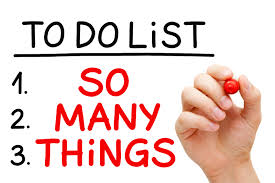 TO DO LiST
1. SO
2. MANY
3. THiNGS